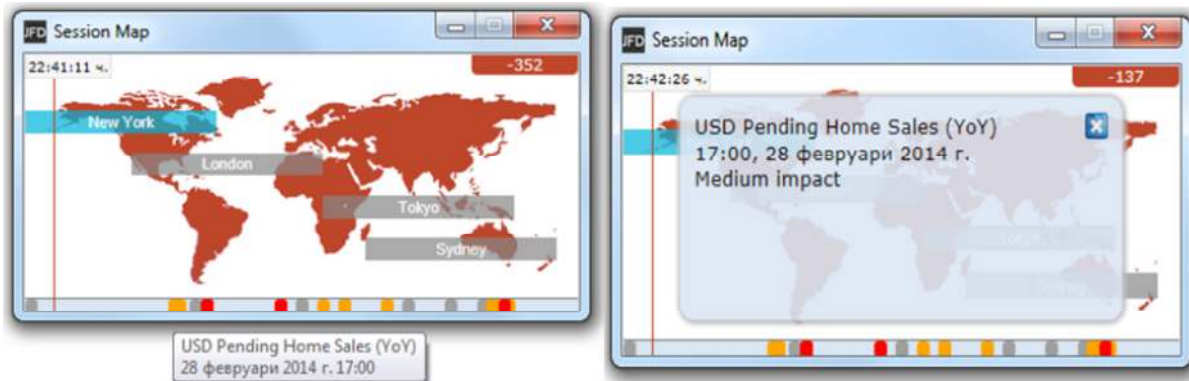 JFD Session Map
22:41:11 ч.
-352
New York
London
Tokyo
Sydney
USD Pending Home Sales (YoY)
28 февруари 2014 г. 17:00
JFD Session Map
22:42:26 ч.
-137
USD Pending Home Sales (YoY)
17:00, 28 февруари 2014 г.
Medium impact